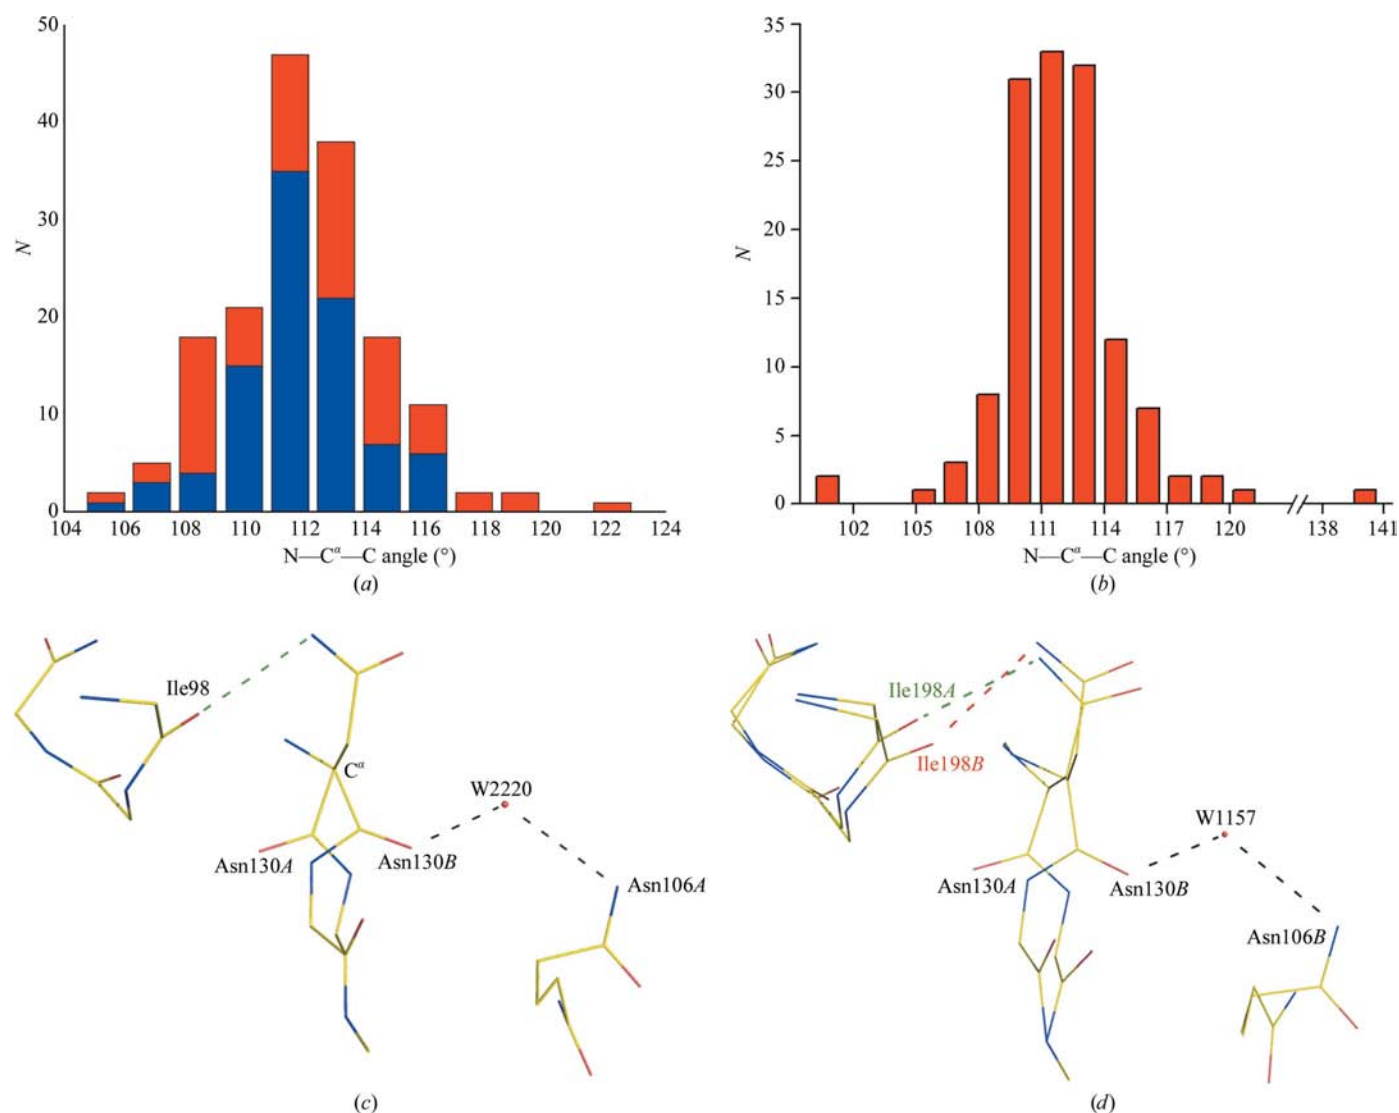 50
40
30
20
10
0
N
104 106 108 110 112 114 116 118 120 122 124
N—Cα—C angle (°)
(a)
35
30
25
20
15
10
5
0
N
102 105 108 111 114 117 120 138 141
N—Cα—C angle (°)
(b)
Ile98
Cα
W2220
Asn130A
Asn130B
Asn106A
(c)
Ile198A
Ile198B
W1157
Asn130A
Asn130B
Asn106B
(d)